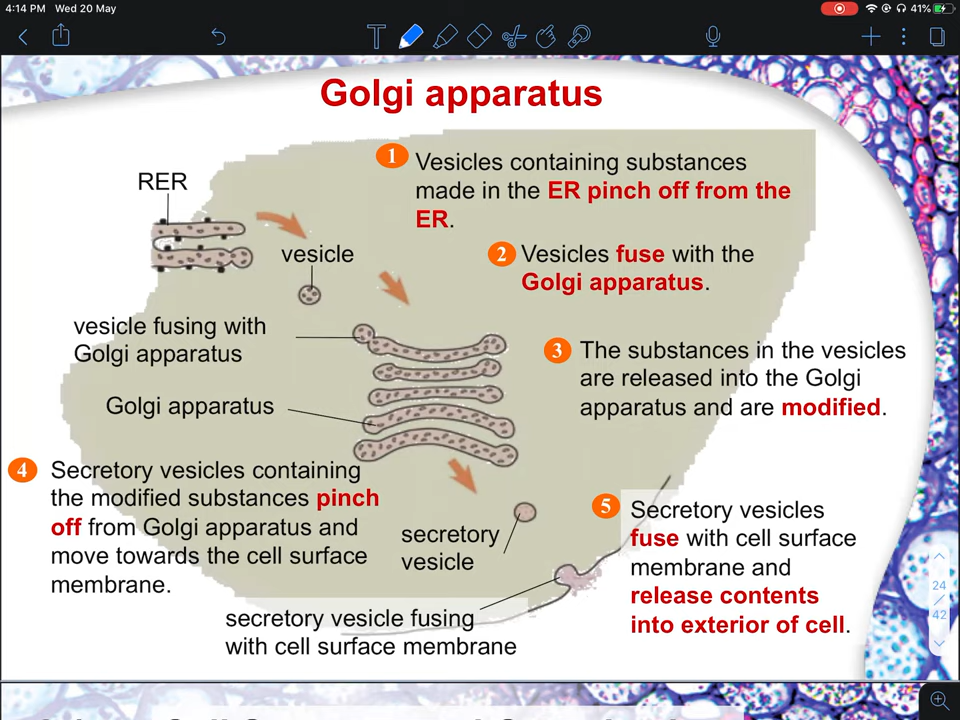 4:14 PM Wed 20 May
41%
Golgi apparatus
1
Vesicles containing substances
made in the ER pinch off from the
ER.
RER
vesicle
2 Vesicles fuse with the
Golgi apparatus.
vesicle fusing with
Golgi apparatus
3 The substances in the vesicles
are released into the Golgi
apparatus and are modified.
Golgi apparatus
4 Secretory vesicles containing
the modified substances pinch
off from Golgi apparatus and
move towards the cell surface
membrane.
secretory
vesicle
5 Secretory vesicles
fuse with cell surface
membrane and
release contents
into exterior of cell.
secretory vesicle fusing
with cell surface membrane
24
/
42